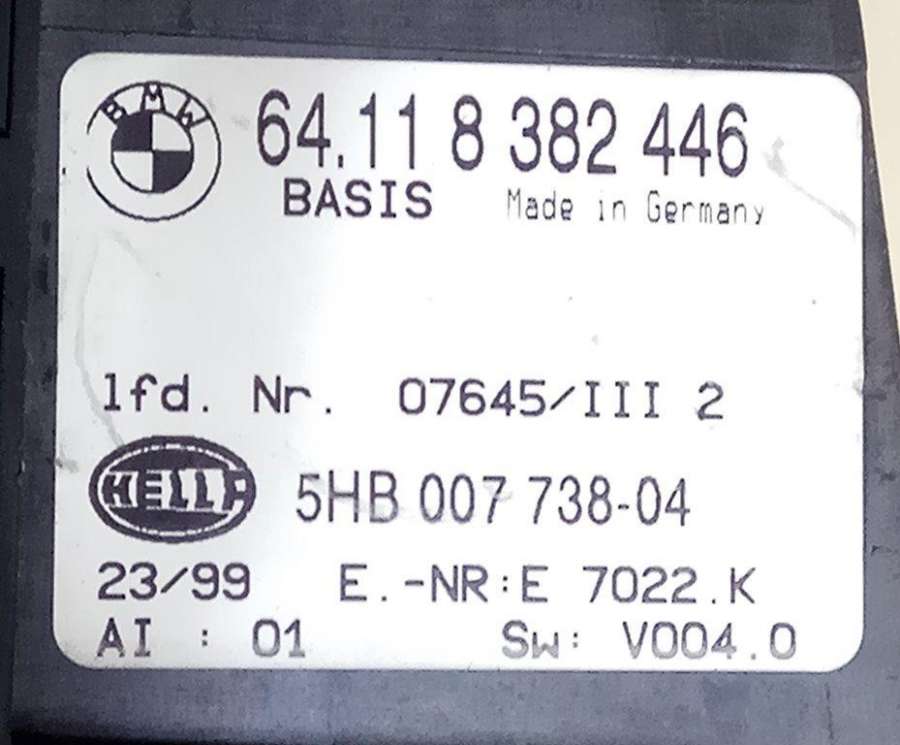 BMW 64.11 8 382 446
BASIS Made in Germany
lfd. Nr. 07645/III 2
HELLA 5HB 007 738-04
23/99 E.-NR:E 7022.K
AI : 01 Sw: V004.0